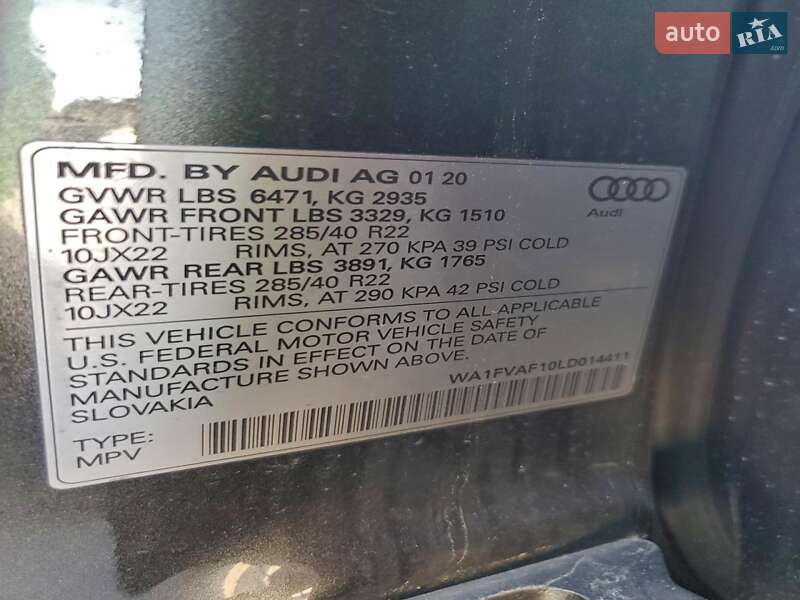 auto RIA.com
MFD. BY AUDI AG 01 20
GVWR LBS 6471, KG 2935
GAWR FRONT LBS 3329, KG 1510
FRONT-TIRES 285/40 R22
10JX22 RIMS, AT 270 KPA 39 PSI COLD
GAWR REAR LBS 3891, KG 1765
REAR-TIRES 285/40 R22
10JX22 RIMS, AT 290 KPA 42 PSI COLD
Audi
THIS VEHICLE CONFORMS TO ALL APPLICABLE
U.S. FEDERAL MOTOR VEHICLE SAFETY
STANDARDS IN EFFECT ON THE DATE OF
MANUFACTURE SHOWN ABOVE.
SLOVAKIA
WA1FVAF10LD014411
TYPE:
MPV